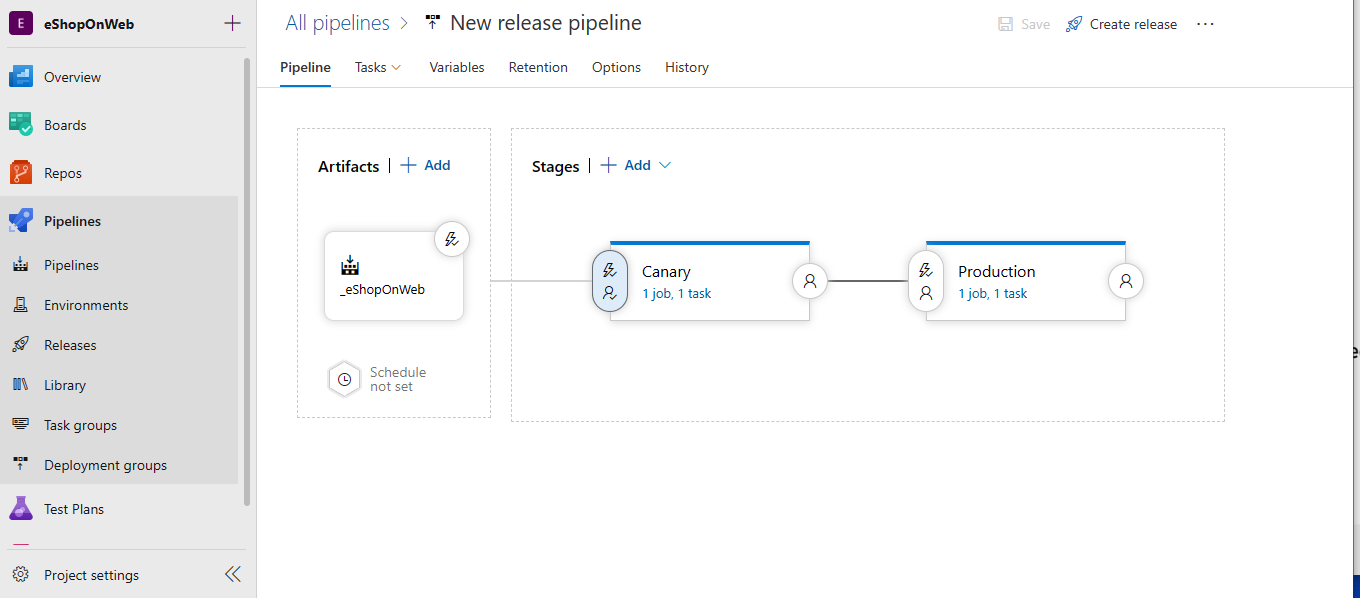 E eShopOnWeb
Overview
Boards
Repos
Pipelines
Pipelines
Environments
Releases
Library
Task groups
Deployment groups
Test Plans
Project settings
All pipelines > New release pipeline
Save
Create release
Pipeline
Tasks
Variables
Retention
Options
History
Artifacts | + Add
_eShopOnWeb
Schedule
not set
Stages | + Add
Canary
1 job, 1 task
Production
1 job, 1 task